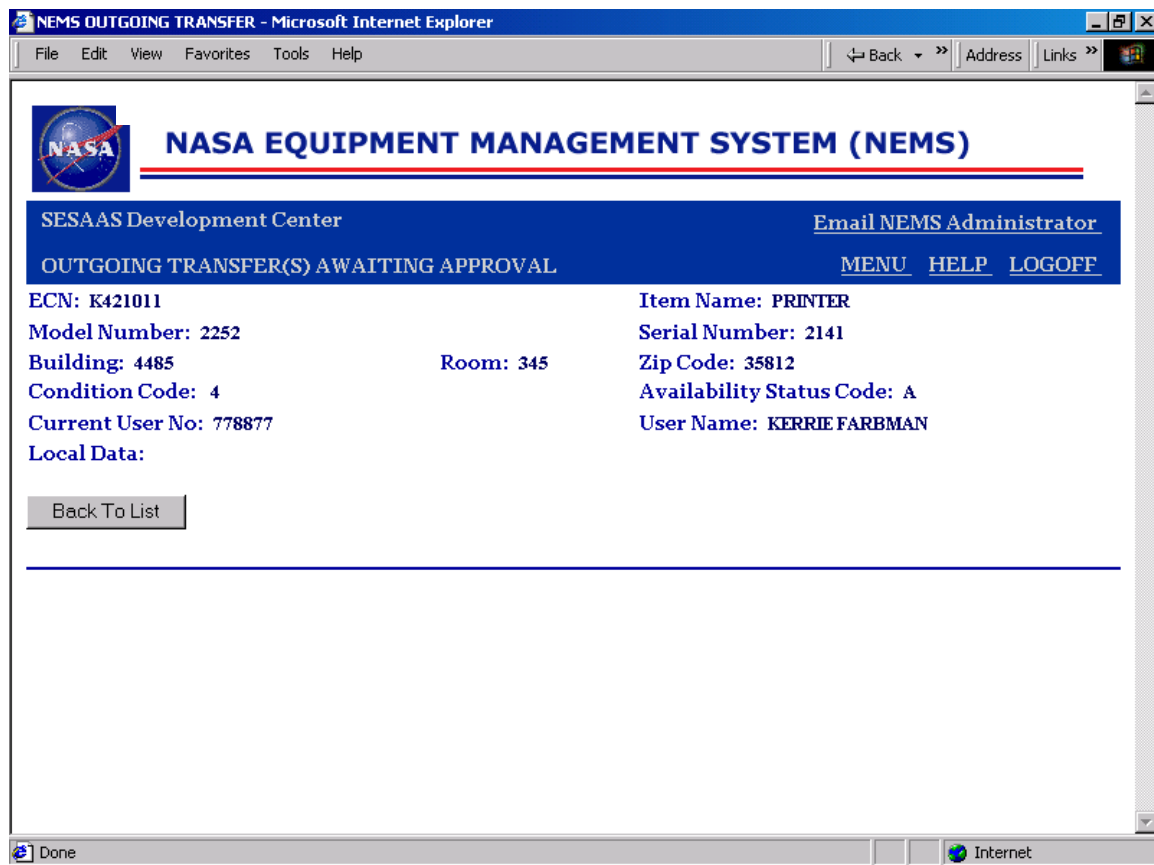 NEMS OUTGOING TRANSFER - Microsoft Internet Explorer
File Edit View Favorites Tools Help Back » Address Links »
NASA
NASA EQUIPMENT MANAGEMENT SYSTEM (NEMS)
SESAAS Development Center Email NEMS Administrator
OUTGOING TRANSFER(S) AWAITING APPROVAL MENU HELP LOGOFF
ECN: K421011 Item Name: PRINTER
Model Number: 2252 Serial Number: 2141
Building: 4485 Room: 345 Zip Code: 35812
Condition Code: 4 Availability Status Code: A
Current User No: 778877 User Name: KERRIE FARBMAN
Local Data:
Back To List
Done Internet